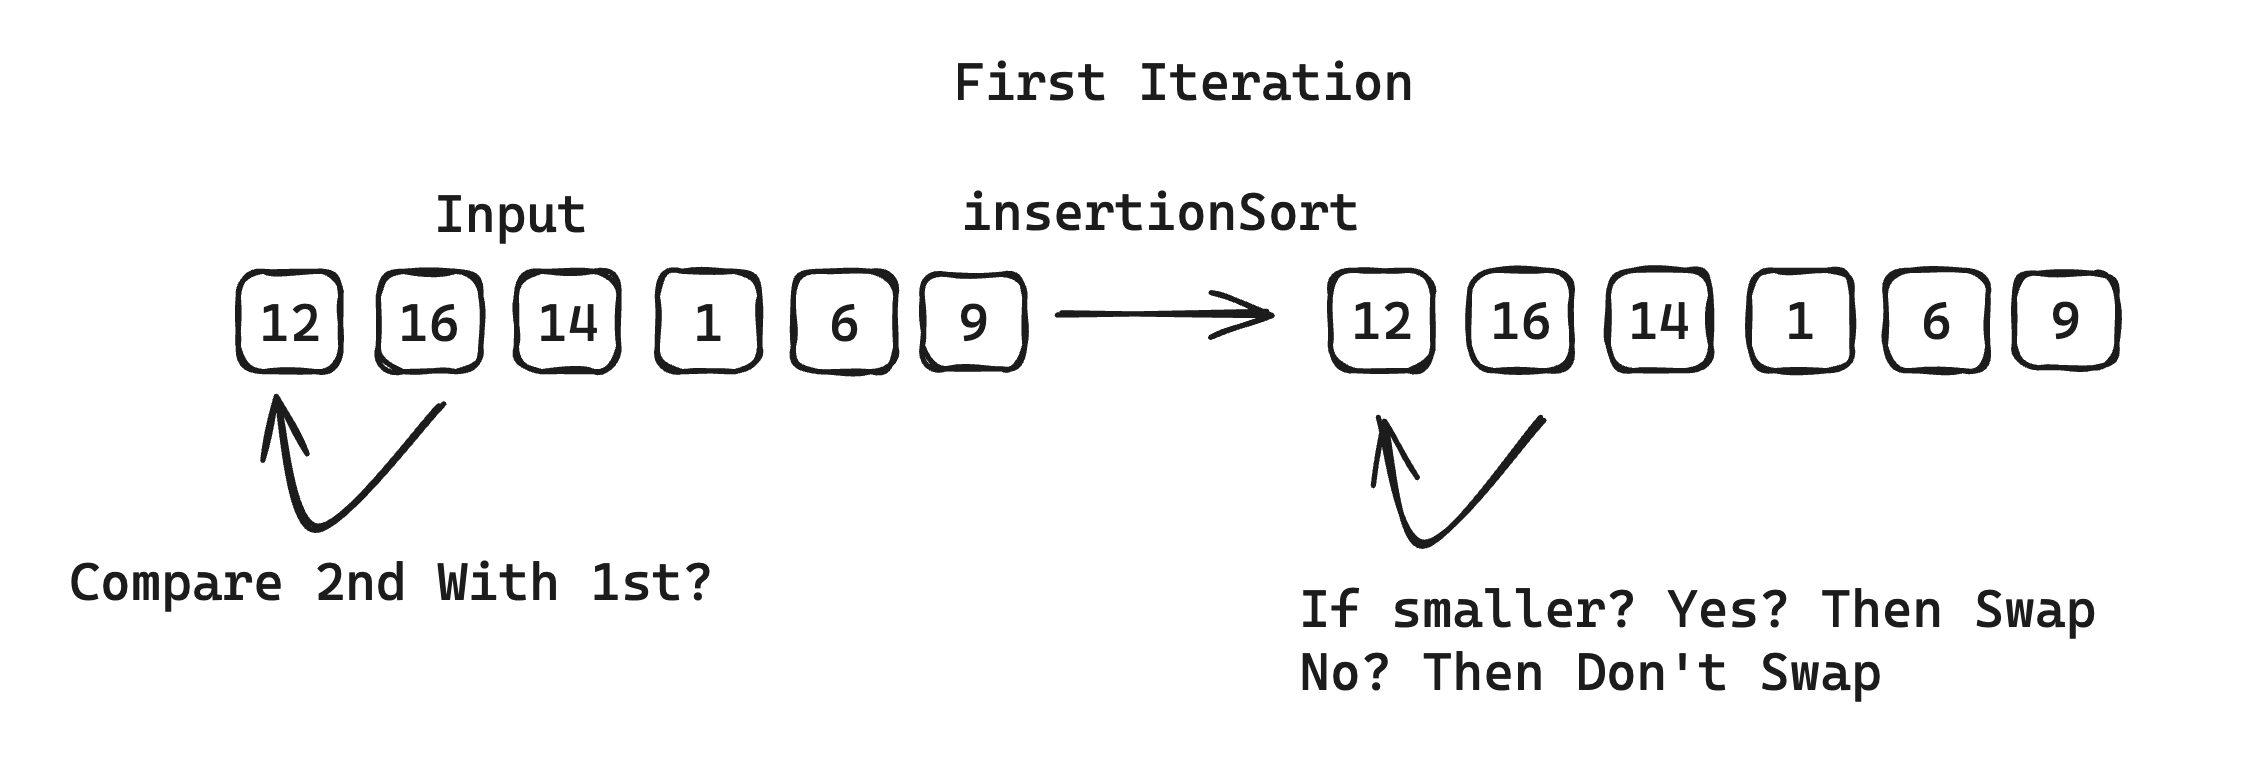 First Iteration
Input
insertionSort
12 16 14 1 6 9
12 16 14 1 6 9
Compare 2nd With 1st?
If smaller? Yes? Then Swap
No? Then Don't Swap